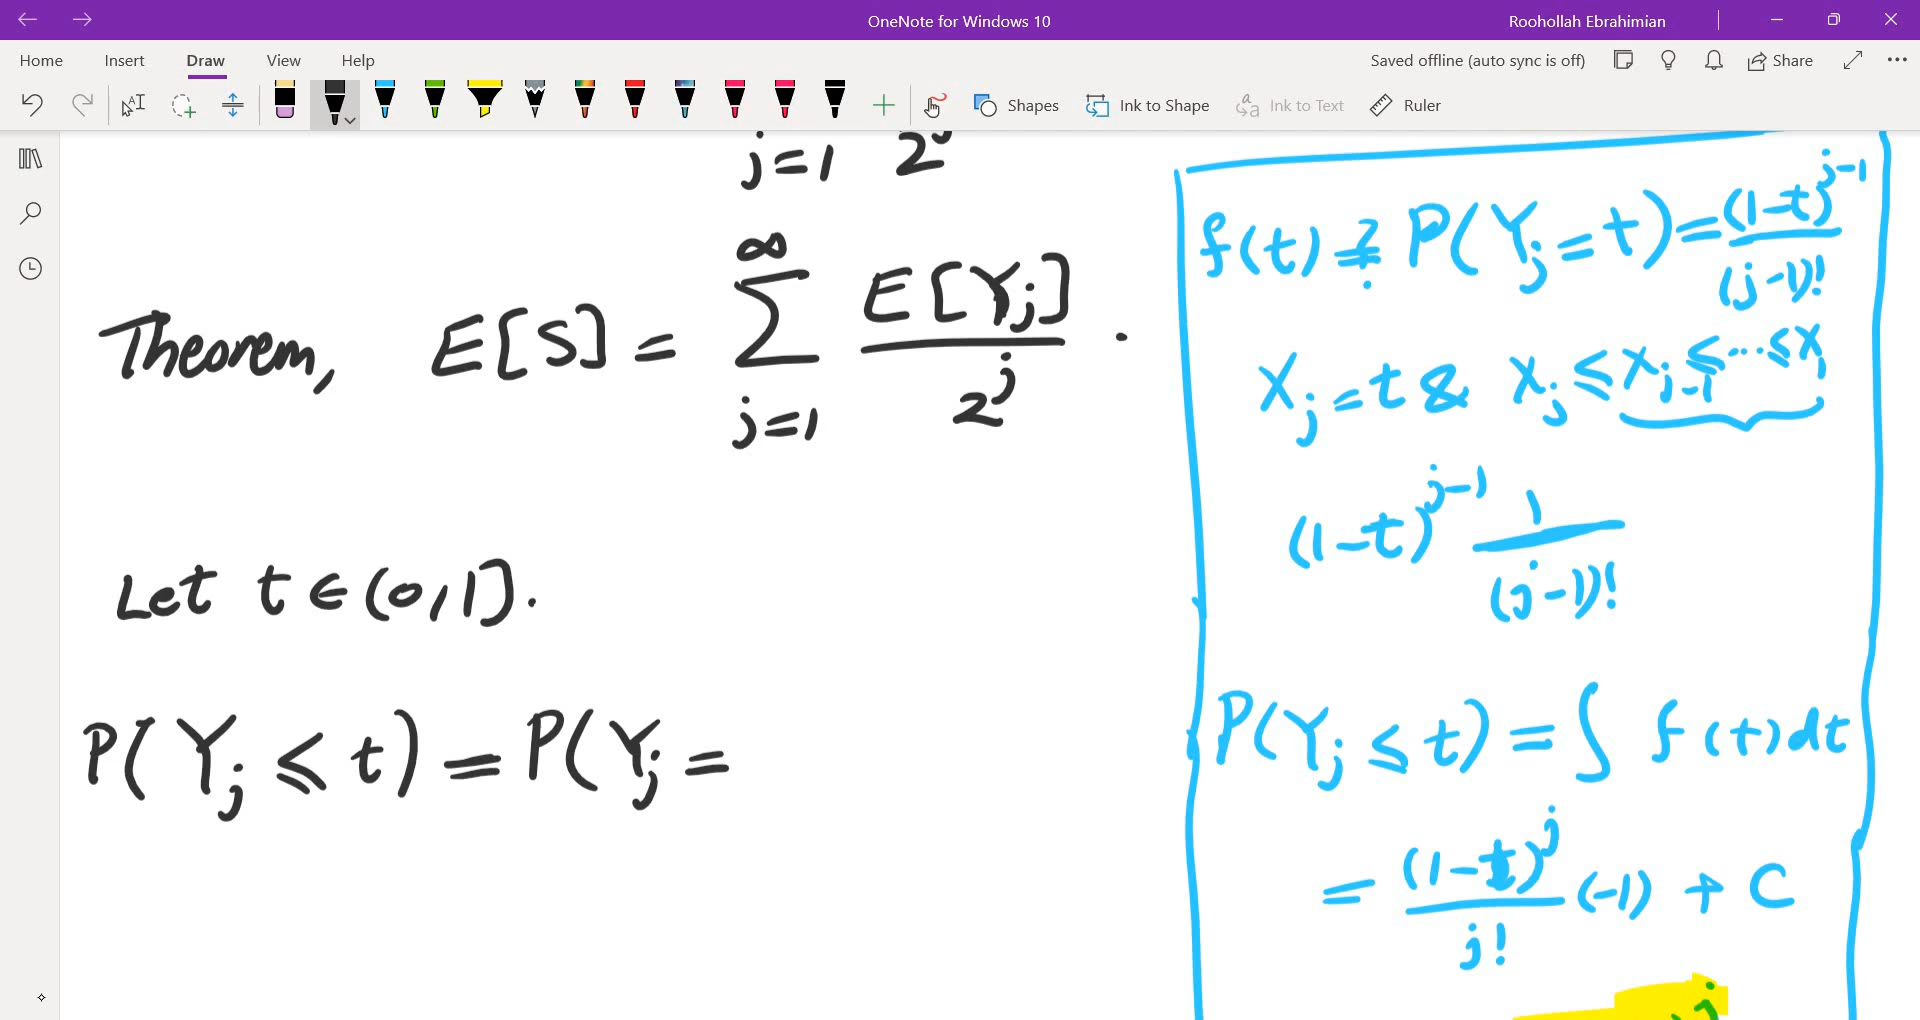 OneNote for Windows 10
Roohollah Ebrahimian
Home Insert Draw View Help
Saved offline (auto sync is off) Share
Shapes Ink to Shape Ink to Text Ruler
j=1 2^j
Theorem, E[S] = ∑_{j=1}^{∞} E[Y_j] / 2^j .
Let t ∈ (0,1].
P(Y_j ≤ t) = P(Y_j =
f(t) ≟ P(Y_j = t) = (1-t)^{j-1} / (j-1)!
X_j = t & X_j ≤ X_{j-1} ≤ ... ≤ X_1
(1-t)^{j-1} 1/(j-1)!
P(Y_j ≤ t) = ∫ f(t) dt
= (1-t)^j / j! (-1) + C